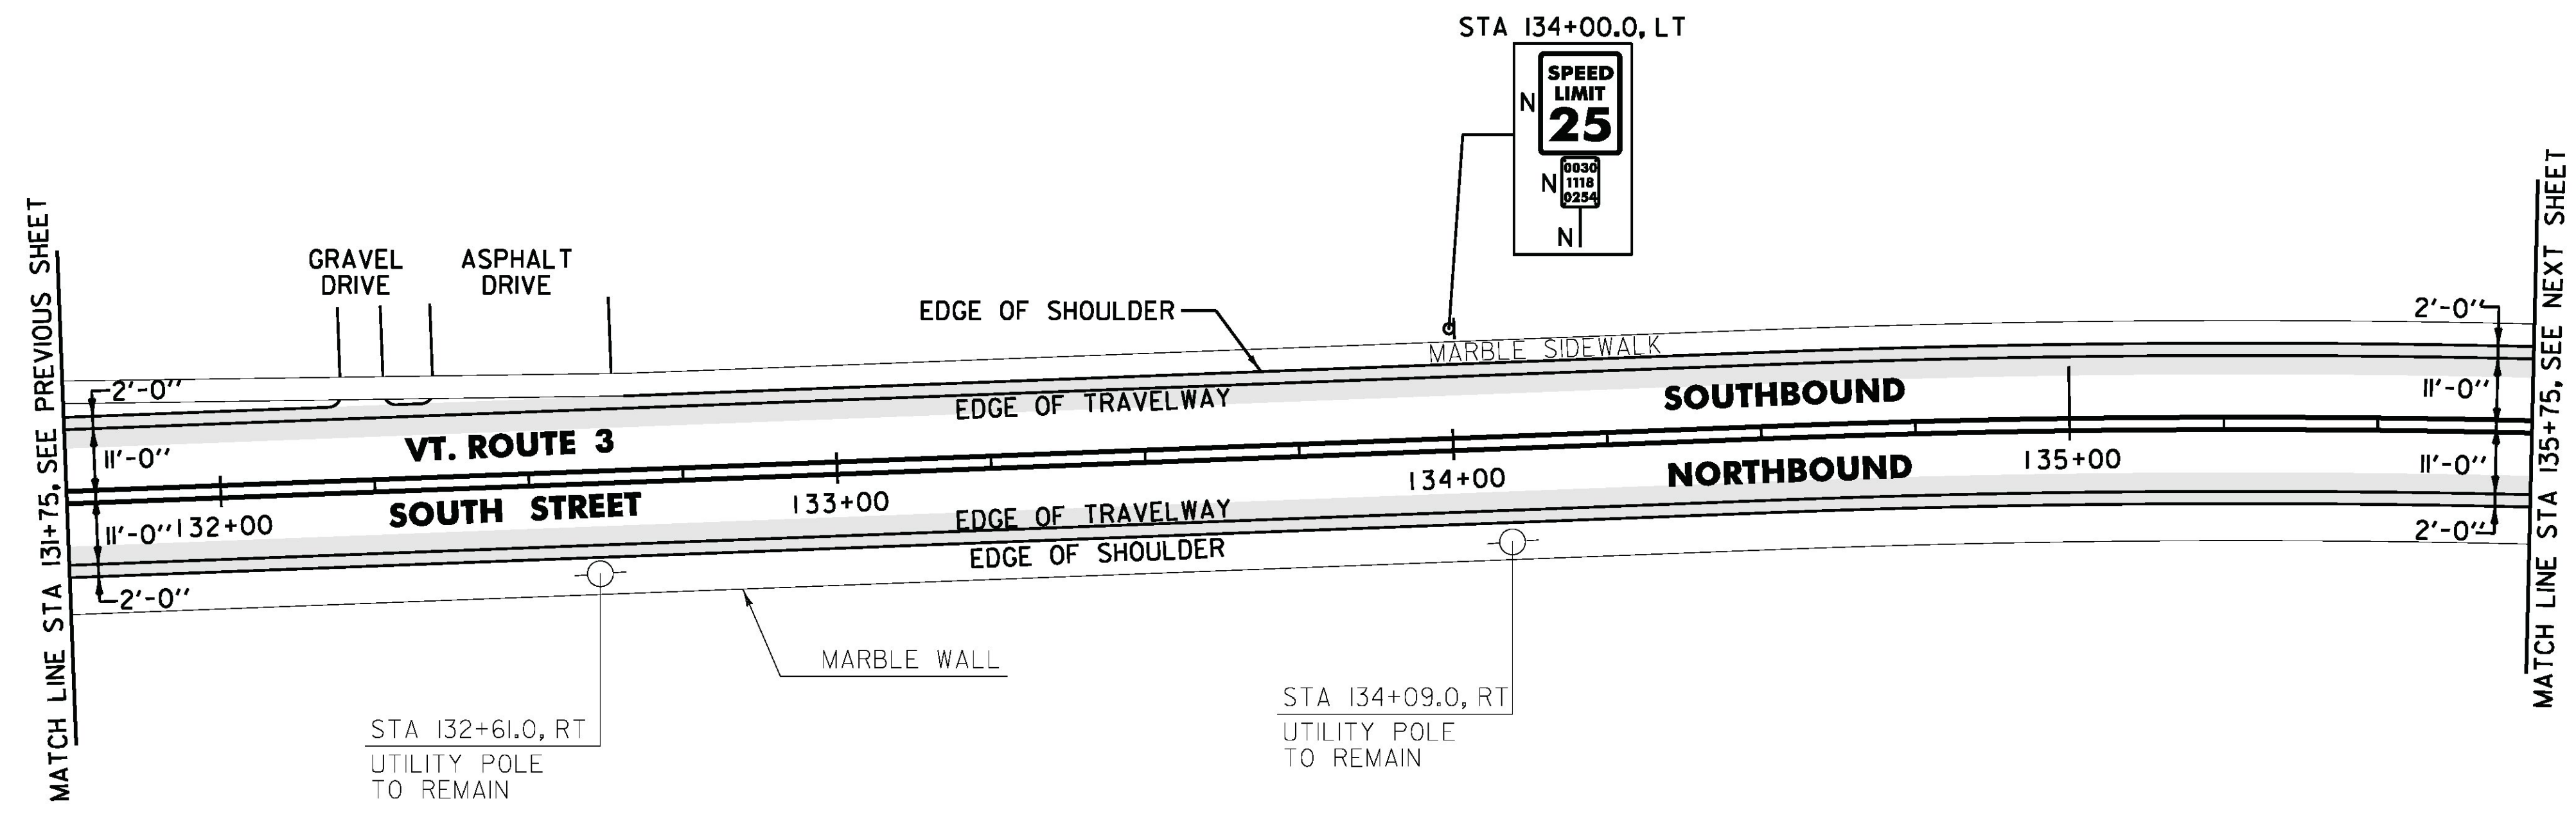 STA 134+00.0, LT
SPEED
LIMIT
25
N
0030
1118
0254
N
N
MATCH LINE STA 131+75, SEE PREVIOUS SHEET
GRAVEL
DRIVE
ASPHALT
DRIVE
EDGE OF SHOULDER
MARBLE SIDEWALK
2'-0"
2'-0"
EDGE OF TRAVELWAY
SOUTHBOUND
11'-0"
VT. ROUTE 3
11'-0"
132+00
SOUTH STREET
133+00
134+00
NORTHBOUND
135+00
11'-0"
11'-0"
EDGE OF TRAVELWAY
EDGE OF SHOULDER
2'-0"
2'-0"
MATCH LINE STA 135+75, SEE NEXT SHEET
MARBLE WALL
STA 132+61.0, RT
UTILITY POLE
TO REMAIN
STA 134+09.0, RT
UTILITY POLE
TO REMAIN